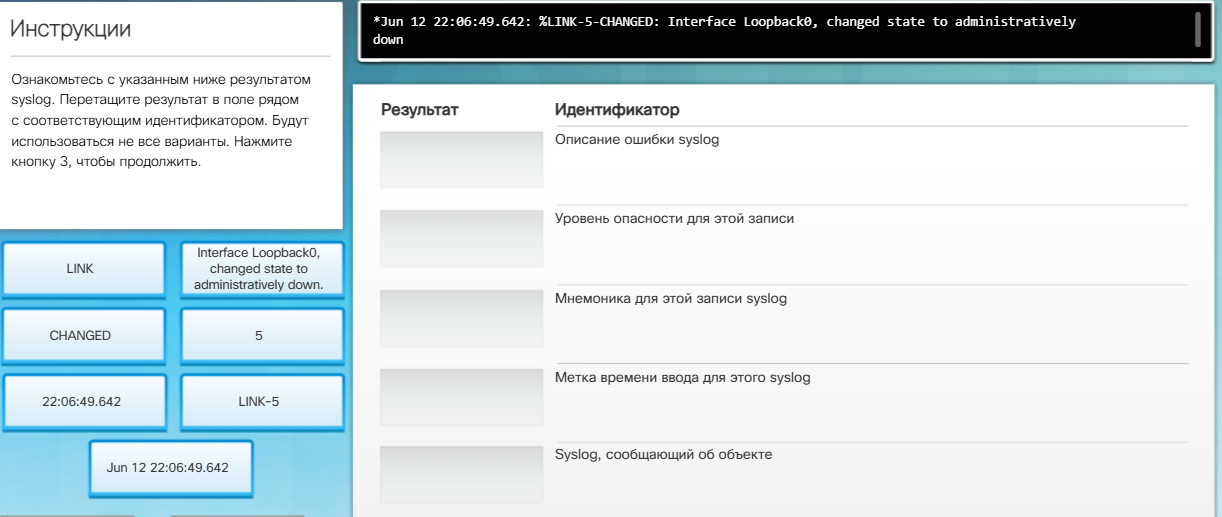 Инструкции
Ознакомьтесь с указанным ниже результатом
syslog. Перетащите результат в поле рядом
с соответствующим идентификатором. Будут
использоваться не все варианты. Нажмите
кнопку 3, чтобы продолжить.
LINK
Interface Loopback0,
changed state to
administratively down.
CHANGED
5
22:06:49.642
LINK-5
Jun 12 22:06:49.642
*Jun 12 22:06:49.642: %LINK-5-CHANGED: Interface Loopback0, changed state to administratively
down
Результат
Идентификатор
Описание ошибки syslog
Уровень опасности для этой записи
Мнемоника для этой записи syslog
Метка времени ввода для этого syslog
Syslog, сообщающий об объекте